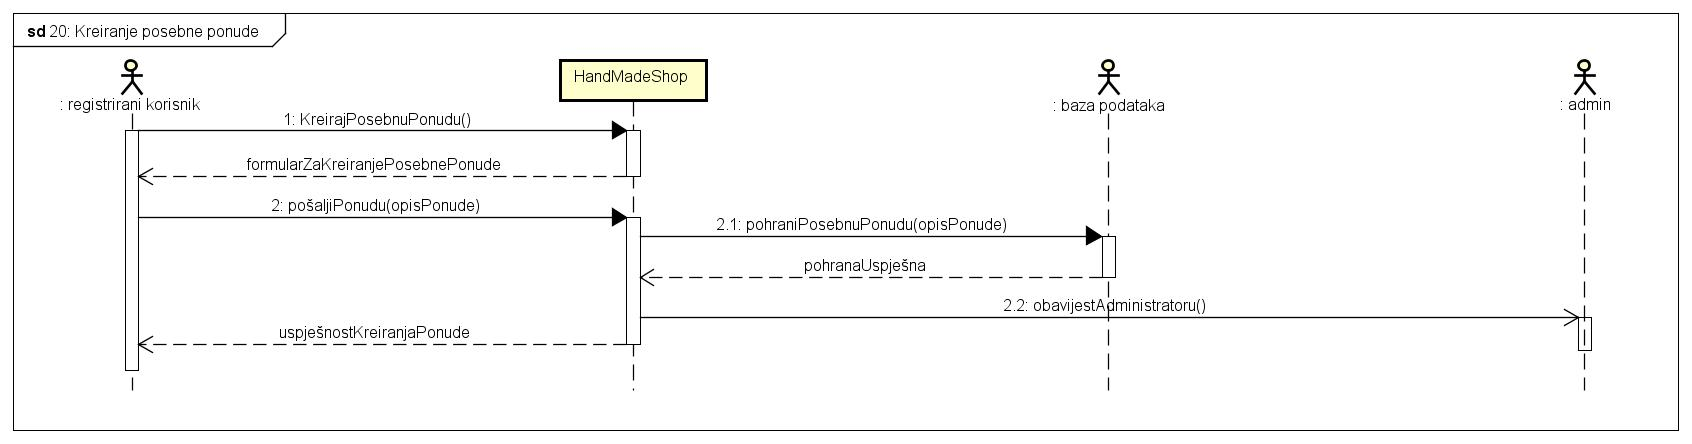 sd 20: Kreiranje posebne ponude
: registrirani korisnik
HandMadeShop
: baza podataka
: admin
1: KreirajPosebnuPonudu()
formularZaKreiranjePosebnePonude
2: pošaljiPonudu(opisPonude)
2.1: pohraniPosebnuPonudu(opisPonude)
pohranaUspješna
2.2: obavijestAdministratoru()
uspješnostKreiranjaPonude